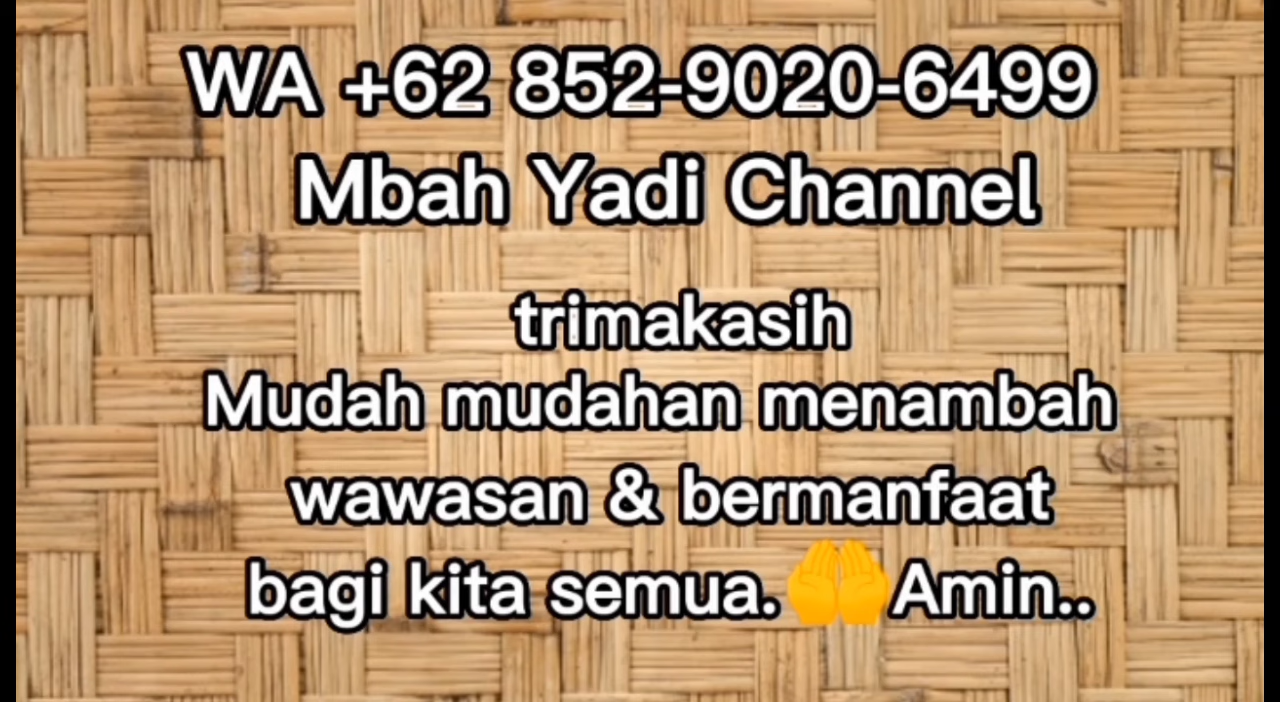 WA +62 852-9020-6499
Mbah Yadi Channel
trimakasih
Mudah mudahan menambah
wawasan & bermanfaat
bagi kita semua.🤲Amin..